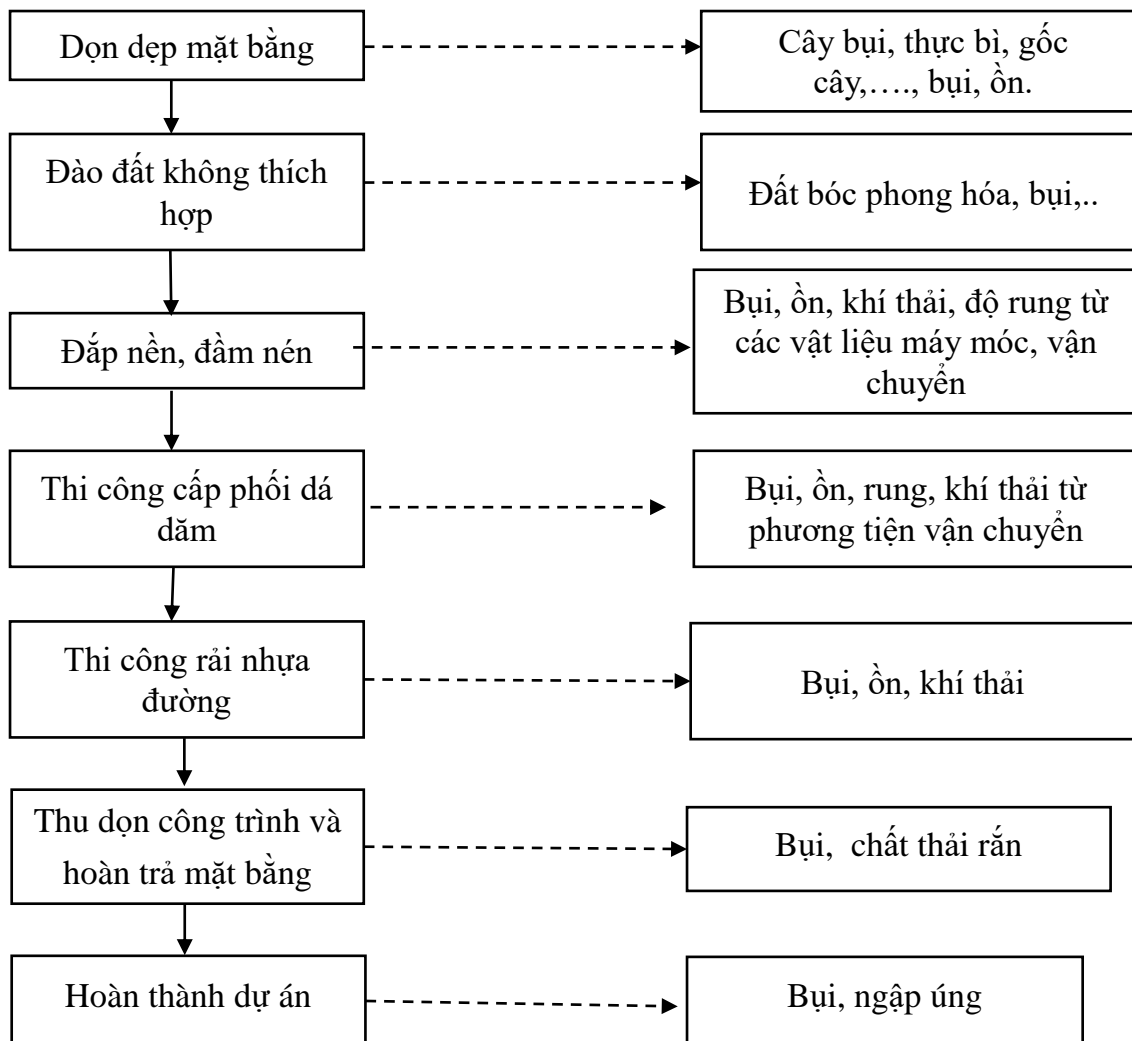 Dọn dẹp mặt bằng
Cây bụi, thực bì, gốc
cây,…., bụi, ồn.
Đào đất không thích
hợp
Đất bóc phong hóa, bụi,..
Đắp nền, đầm nén
Bụi, ồn, khí thải, độ rung từ
các vật liệu máy móc, vận
chuyển
Thi công cấp phối dá
dăm
Bụi, ồn, rung, khí thải từ
phương tiện vận chuyển
Thi công rải nhựa
đường
Bụi, ồn, khí thải
Thu dọn công trình và
hoàn trả mặt bằng
Bụi,  chất thải rắn
Hoàn thành dự án
Bụi, ngập úng